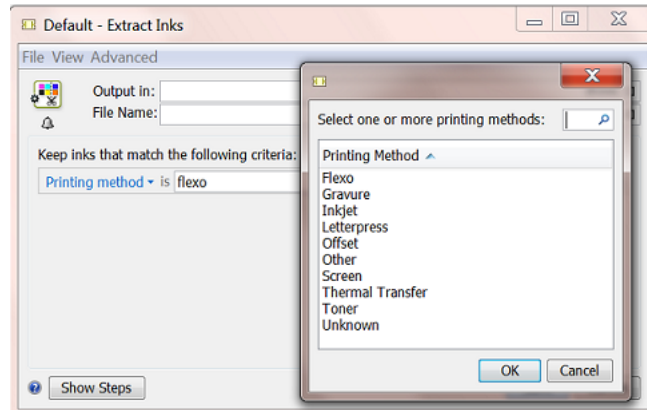 Default - Extract Inks
File View Advanced
Output in:
File Name:
Keep inks that match the following criteria:
Printing method is flexo
Show Steps
Select one or more printing methods:
Printing Method
Flexo
Gravure
Inkjet
Letterpress
Offset
Other
Screen
Thermal Transfer
Toner
Unknown
OK Cancel